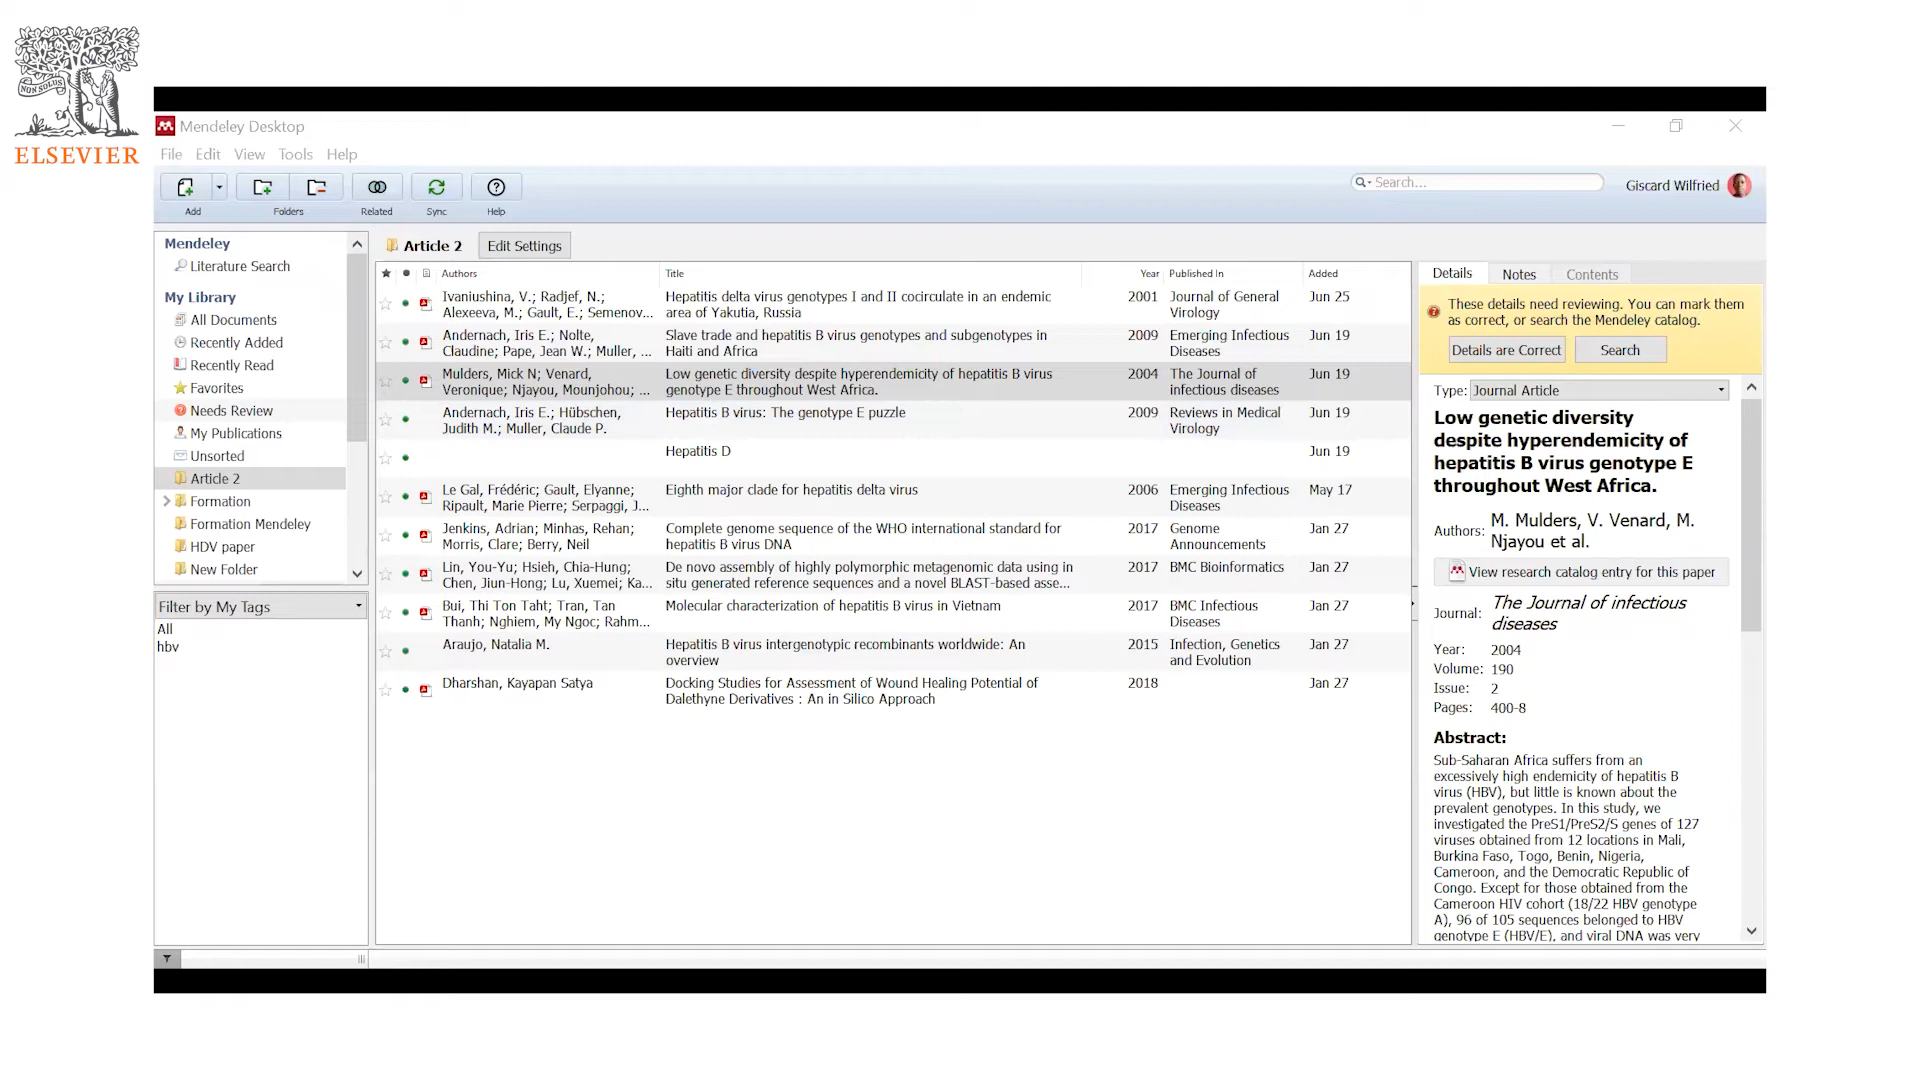 NON SOLUS
ELSEVIER
Mendeley Desktop
File Edit View Tools Help
Add Folders Related Sync Help
Search...
Giscard Wilfried
Mendeley
Literature Search
My Library
All Documents
Recently Added
Recently Read
Favorites
Needs Review
My Publications
Unsorted
Article 2
Formation
Formation Mendeley
HDV paper
New Folder
Filter by My Tags
All
hbv
Article 2 Edit Settings
Authors Title Year Published In Added
Ivaniushina, V.; Radjef, N.; Hepatitis delta virus genotypes I and II cocirculate in an endemic 2001 Journal of General Jun 25
Alexeeva, M.; Gault, E.; Semenov... area of Yakutia, Russia Virology
Andernach, Iris E.; Nolte, Slave trade and hepatitis B virus genotypes and subgenotypes in 2009 Emerging Infectious Jun 19
Claudine; Pape, Jean W.; Muller, ... Haiti and Africa Diseases
Mulders, Mick N; Venard, Low genetic diversity despite hyperendemicity of hepatitis B virus 2004 The Journal of Jun 19
Veronique; Njayou, Mounjohou; ... genotype E throughout West Africa. infectious diseases
Andernach, Iris E.; Hübschen, Hepatitis B virus: The genotype E puzzle 2009 Reviews in Medical Jun 19
Judith M.; Muller, Claude P. Virology
Hepatitis D Jun 19
Le Gal, Frédéric; Gault, Elyanne; Eighth major clade for hepatitis delta virus 2006 Emerging Infectious May 17
Ripault, Marie Pierre; Serpaggi, J... Diseases
Jenkins, Adrian; Minhas, Rehan; Complete genome sequence of the WHO international standard for 2017 Genome Jan 27
Morris, Clare; Berry, Neil hepatitis B virus DNA Announcements
Lin, You-Yu; Hsieh, Chia-Hung; De novo assembly of highly polymorphic metagenomic data using in 2017 BMC Bioinformatics Jan 27
Chen, Jiun-Hong; Lu, Xuemei; Ka... situ generated reference sequences and a novel BLAST-based asse...
Bui, Thi Ton Taht; Tran, Tan Molecular characterization of hepatitis B virus in Vietnam 2017 BMC Infectious Jan 27
Thanh; Nghiem, My Ngoc; Rahm... Diseases
Araujo, Natalia M. Hepatitis B virus intergenotypic recombinants worldwide: An 2015 Infection, Genetics Jan 27
overview and Evolution
Dharshan, Kayapan Satya Docking Studies for Assessment of Wound Healing Potential of 2018 Jan 27
Dalethyne Derivatives : An in Silico Approach
Details Notes Contents
These details need reviewing. You can mark them
as correct, or search the Mendeley catalog.
Details are Correct Search
Type: Journal Article
Low genetic diversity
despite hyperendemicity of
hepatitis B virus genotype E
throughout West Africa.
Authors: M. Mulders, V. Venard, M.
Njayou et al.
View research catalog entry for this paper
Journal: The Journal of infectious
diseases
Year: 2004
Volume: 190
Issue: 2
Pages: 400-8
Abstract:
Sub-Saharan Africa suffers from an
excessively high endemicity of hepatitis B
virus (HBV), but little is known about the
prevalent genotypes. In this study, we
investigated the PreS1/PreS2/S genes of 127
viruses obtained from 12 locations in Mali,
Burkina Faso, Togo, Benin, Nigeria,
Cameroon, and the Democratic Republic of
Congo. Except for those obtained from the
Cameroon HIV cohort (18/22 HBV genotype
A), 96 of 105 sequences belonged to HBV
genotype E (HBV/E), and viral DNA was very